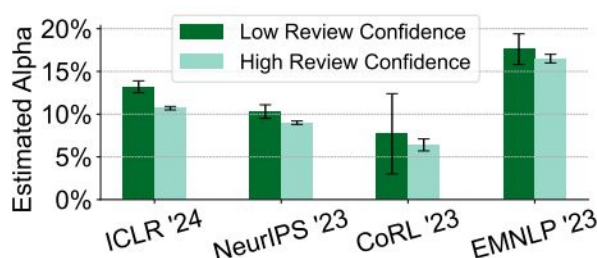 Estimated Alpha
20%
15%
10%
5%
0%
Low Review Confidence
High Review Confidence
ICLR '24
NeurIPS '23
CoRL '23
EMNLP '23